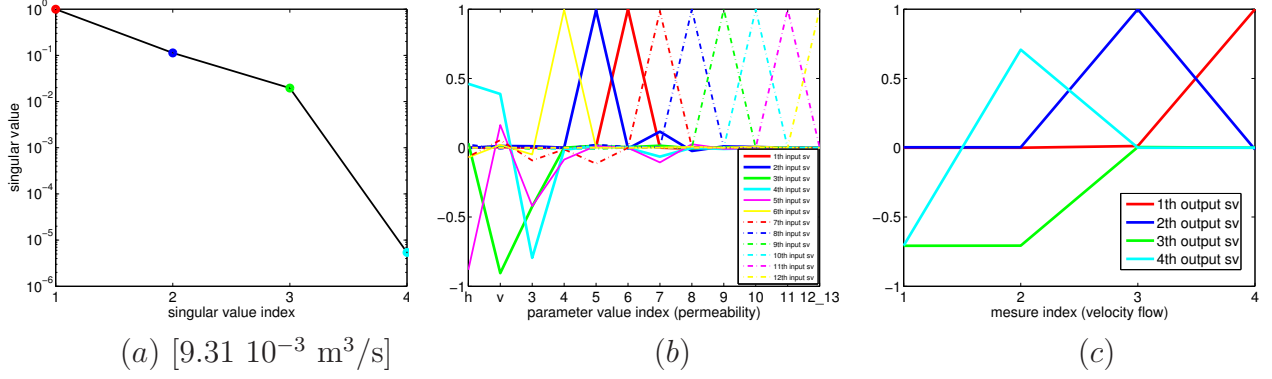 10^0
10^−1
10^−2
10^−3
10^−4
10^−5
10^−6
singular value
1 2 3 4
singular value index
(a) [9.31 10^−3 m^3/s]
1
0.5
0
−0.5
−1
h v 3 4 5 6 7 8 9 10 11 12_13
parameter value index (permeability)
1th input sv
2th input sv
3th input sv
4th input sv
5th input sv
6th input sv
7th input sv
8th input sv
9th input sv
10th input sv
11th input sv
12th input sv
(b)
1
0.5
0
−0.5
−1
1 2 3 4
mesure index (velocity flow)
1th output sv
2th output sv
3th output sv
4th output sv
(c)